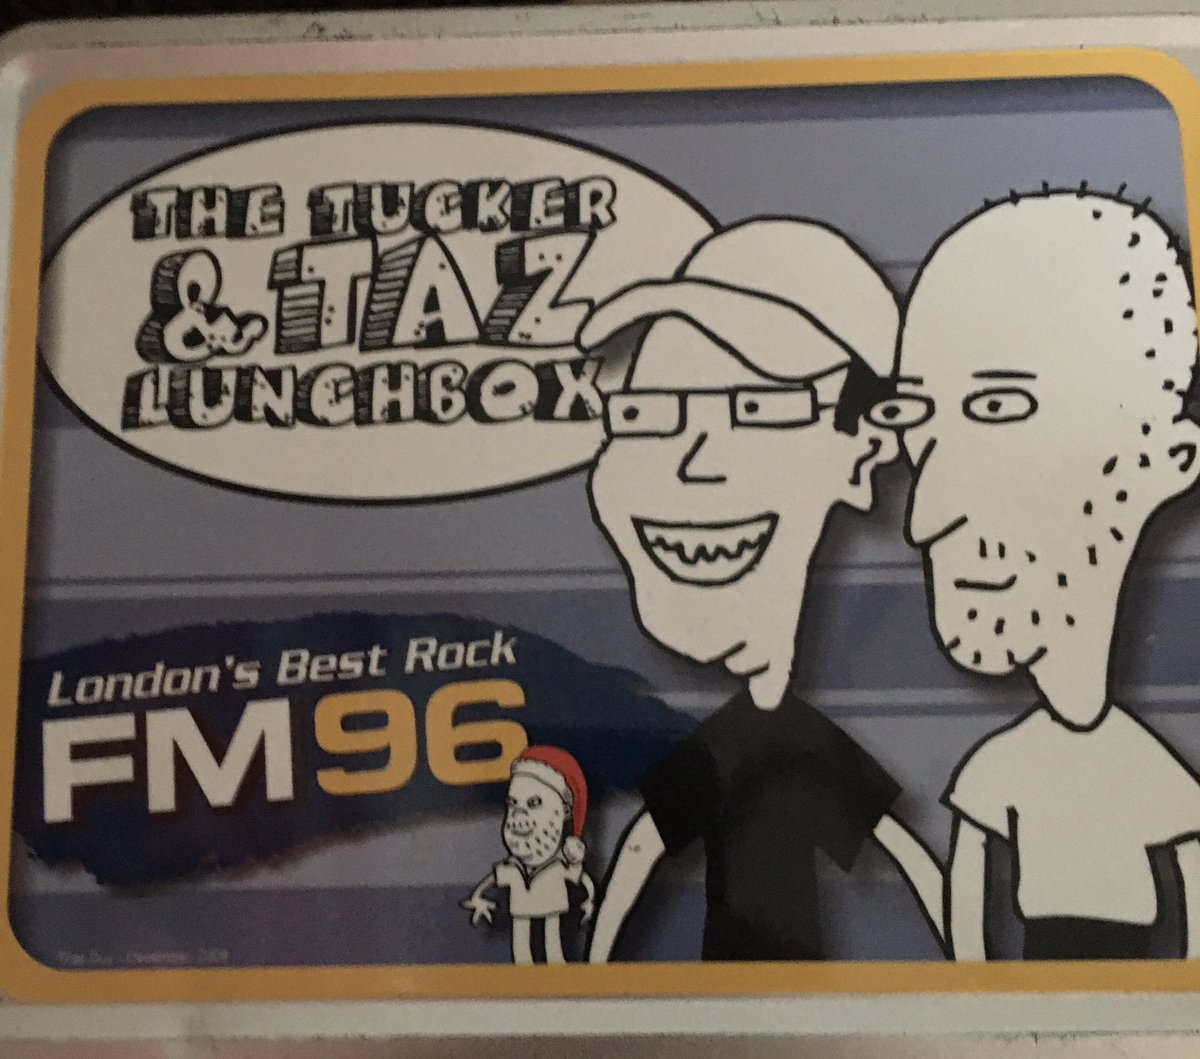 THE TUCKER
& TAZ
LUNCHBOX
London's Best Rock
FM96